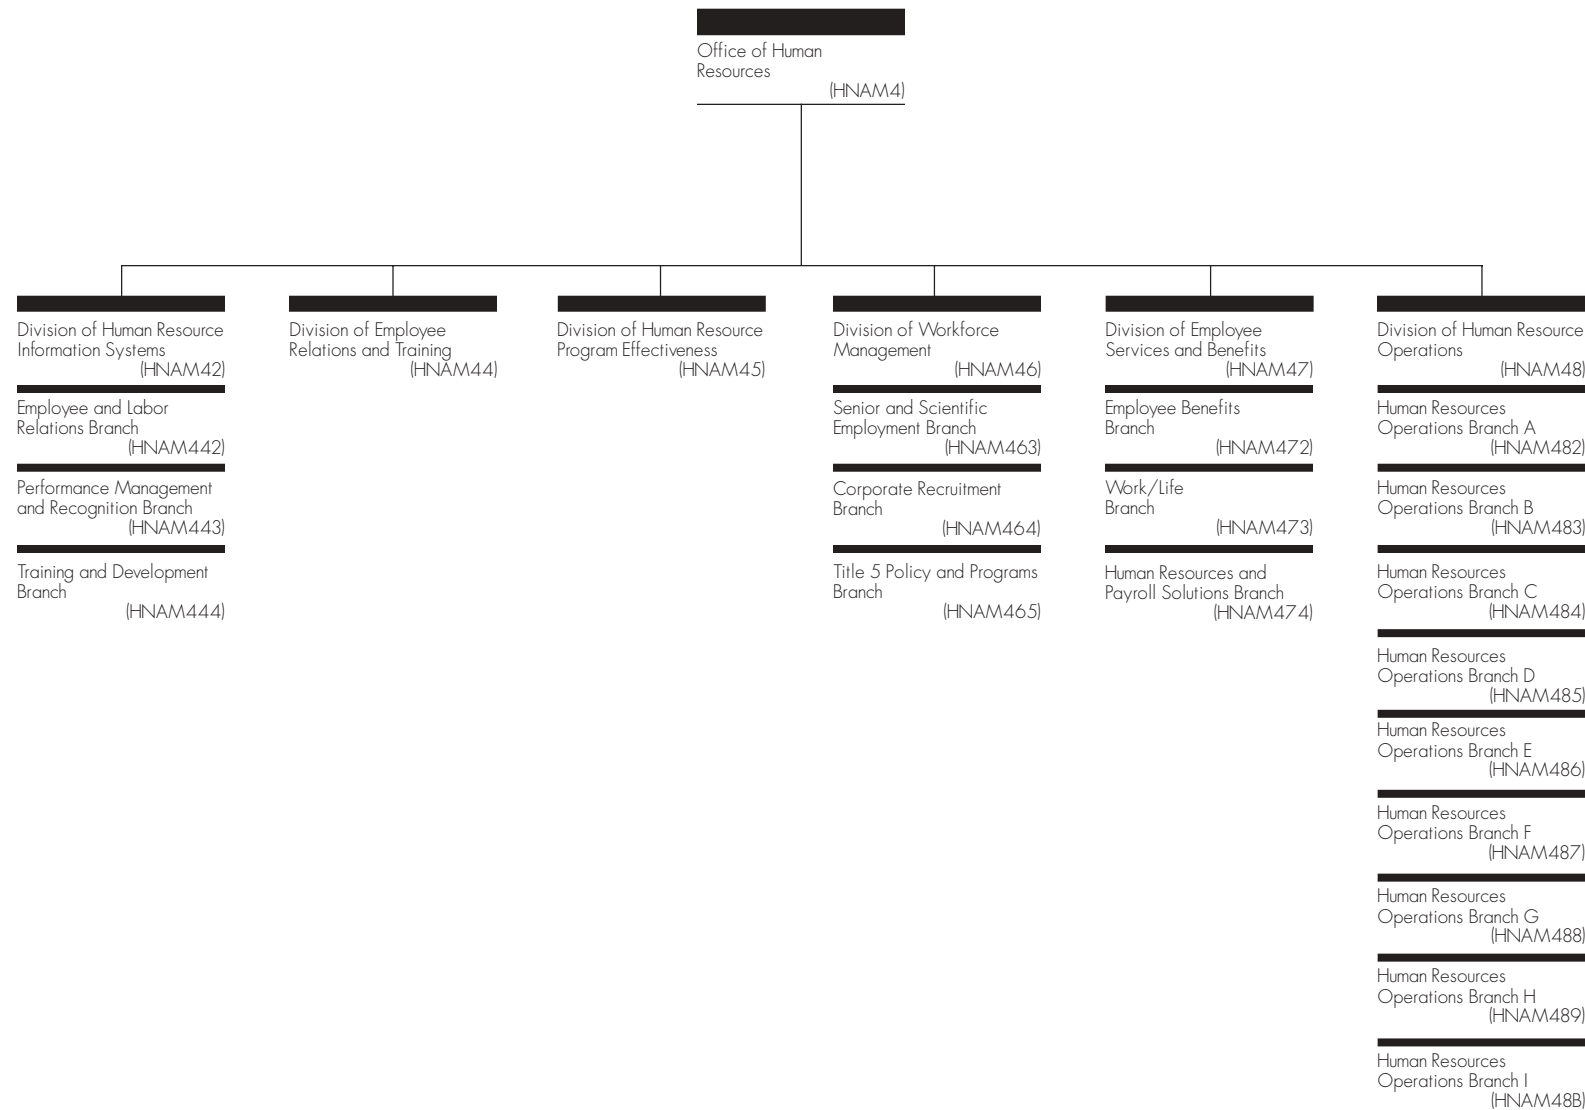 Office of Human
Resources
(HNAM4)
Division of Human Resource
Information Systems
(HNAM42)
Employee and Labor
Relations Branch
(HNAM442)
Performance Management
and Recognition Branch
(HNAM443)
Training and Development
Branch
(HNAM444)
Division of Employee
Relations and Training
(HNAM44)
Division of Human Resource
Program Effectiveness
(HNAM45)
Division of Workforce
Management
(HNAM46)
Senior and Scientific
Employment Branch
(HNAM463)
Corporate Recruitment
Branch
(HNAM464)
Title 5 Policy and Programs
Branch
(HNAM465)
Division of Employee
Services and Benefits
(HNAM47)
Employee Benefits
Branch
(HNAM472)
Work/Life
Branch
(HNAM473)
Human Resources and
Payroll Solutions Branch
(HNAM474)
Division of Human Resource
Operations
(HNAM48)
Human Resources
Operations Branch A
(HNAM482)
Human Resources
Operations Branch B
(HNAM483)
Human Resources
Operations Branch C
(HNAM484)
Human Resources
Operations Branch D
(HNAM485)
Human Resources
Operations Branch E
(HNAM486)
Human Resources
Operations Branch F
(HNAM487)
Human Resources
Operations Branch G
(HNAM488)
Human Resources
Operations Branch H
(HNAM489)
Human Resources
Operations Branch I
(HNAM48B)